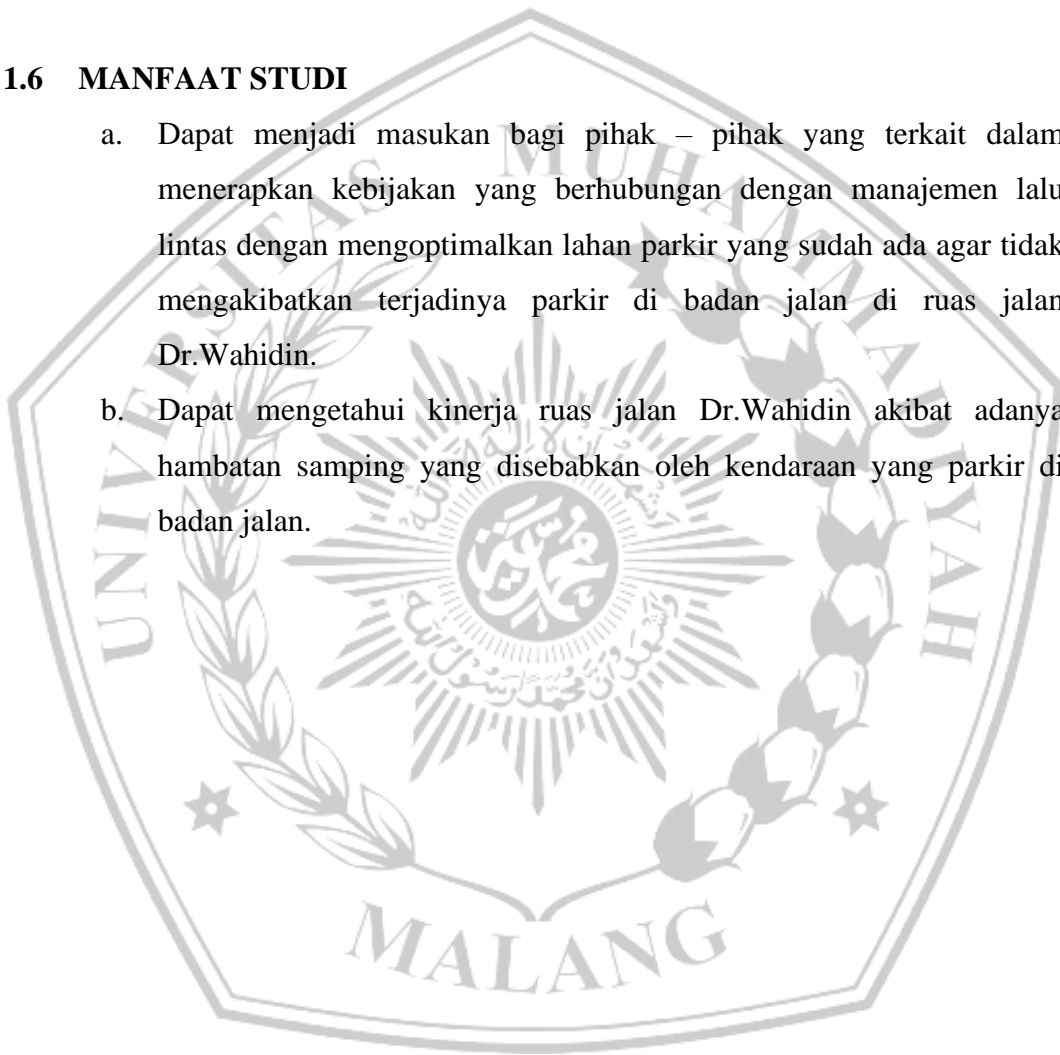 1.6 MANFAAT STUDI
a. Dapat menjadi masukan bagi pihak – pihak yang terkait dalam
menerapkan kebijakan yang berhubungan dengan manajemen lalu
lintas dengan mengoptimalkan lahan parkir yang sudah ada agar tidak
mengakibatkan terjadinya parkir di badan jalan di ruas jalan
Dr.Wahidin.
b. Dapat mengetahui kinerja ruas jalan Dr.Wahidin akibat adanya
hambatan samping yang disebabkan oleh kendaraan yang parkir di
badan jalan.
UNIVERSITAS MUHAMMADIYAH
MALANG